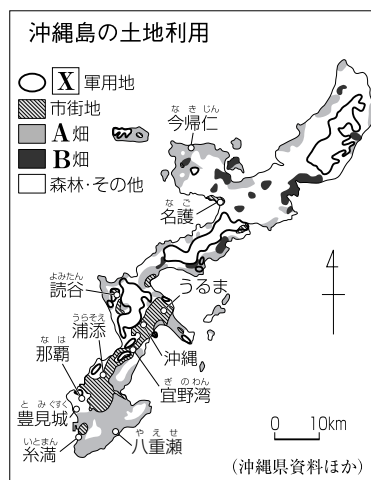 沖縄島の土地利用
X 軍用地
市街地
A 畑
B 畑
森林・その他
なきじん
今帰仁
なご
名護
よみたん
読谷
うるま
うらそえ
浦添
なは
那覇
沖縄
ぎのわん
宜野湾
とみぐすく
豊見城
いとまん
糸満
やえせ
八重瀬
4
0 10km
(沖縄県資料ほか)